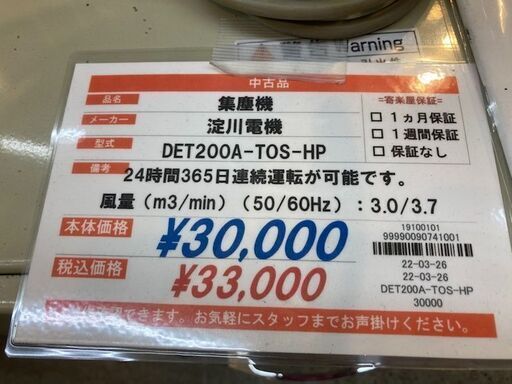 Warning
中古品
品名 集塵機
メーカー 淀川電機
型式 DET200A-TOS-HP
備考 24時間365日連続運転が可能です。
風量（m3/min）（50/60Hz）：3.0/3.7
本体価格 ¥30,000
税込価格 ¥33,000
=寄楽屋保証=
□1ヵ月保証
□1週間保証
□保証なし
19100101
99990090741001
22-03-26
22-03-26
DET200A-TOS-HP
30000
できます。お気軽にスタッフまでお声掛けください。